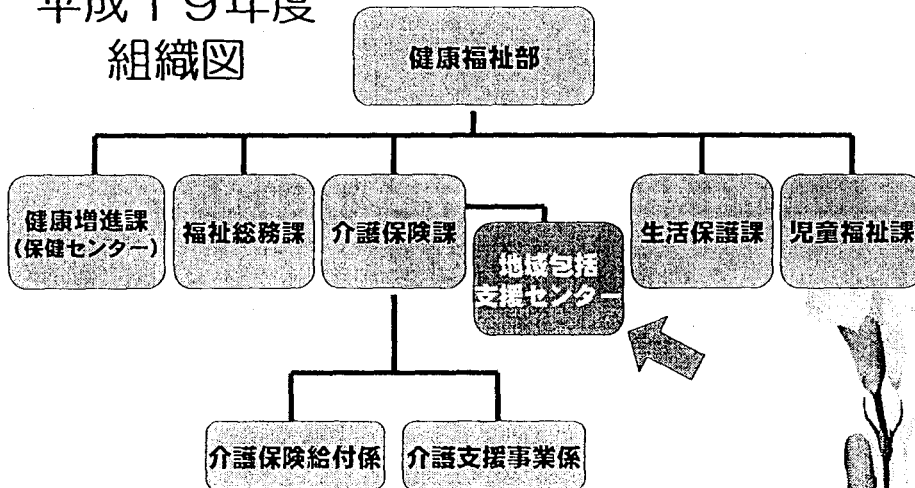 平成１９年度
組織図
健康福祉部
健康増進課
(保健センター)
福祉総務課
介護保険課
地域包括
支援センター
生活保護課
児童福祉課
介護保険給付係
介護支援事業係